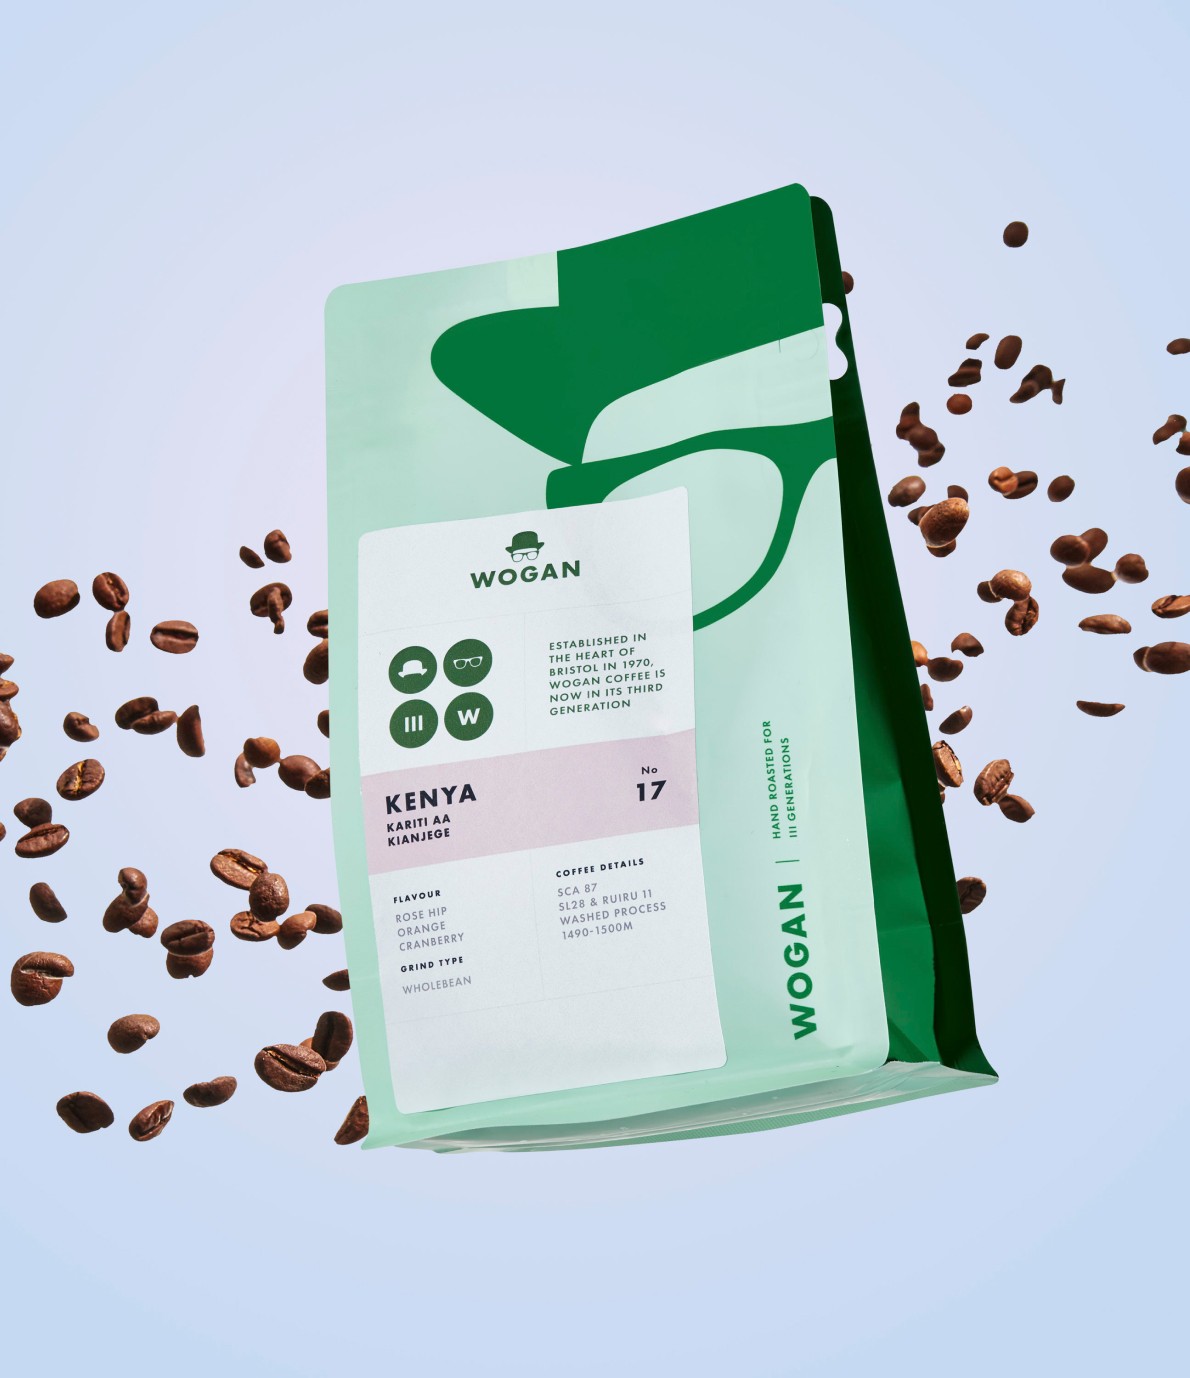 WOGAN
III
W
ESTABLISHED IN
THE HEART OF
BRISTOL IN 1970,
WOGAN COFFEE IS
NOW IN ITS THIRD
GENERATION
KENYA
KARITI AA
KIANJEGE
No
17
FLAVOUR
ROSE HIP
ORANGE
CRANBERRY
GRIND TYPE
WHOLEBEAN
COFFEE DETAILS
SCA 87
SL28 & RUIRU 11
WASHED PROCESS
1490-1500M
WOGAN | HAND ROASTED FOR
III GENERATIONS